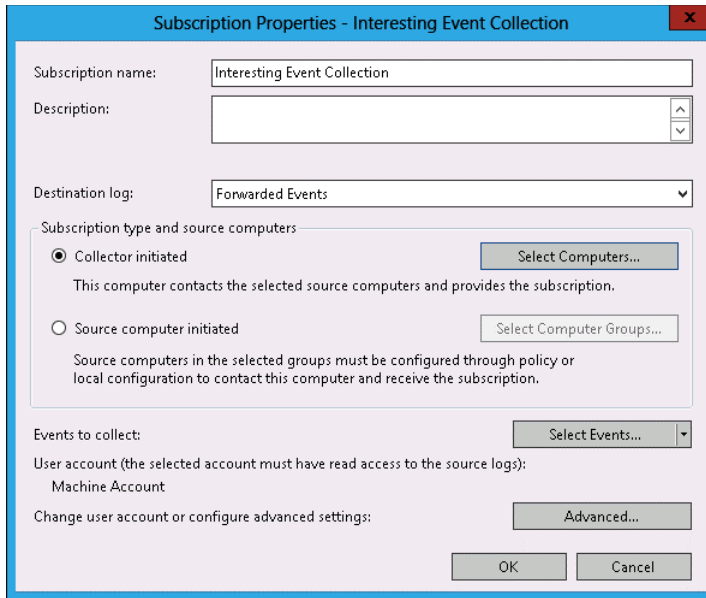 Subscription Properties - Interesting Event Collection
x
Subscription name:
Interesting Event Collection
Description:
Destination log:
Forwarded Events
Subscription type and source computers
Collector initiated
Select Computers...
This computer contacts the selected source computers and provides the subscription.
Source computer initiated
Select Computer Groups...
Source computers in the selected groups must be configured through policy or
local configuration to contact this computer and receive the subscription.
Events to collect:
Select Events...
User account (the selected account must have read access to the source logs):
Machine Account
Change user account or configure advanced settings:
Advanced...
OK
Cancel